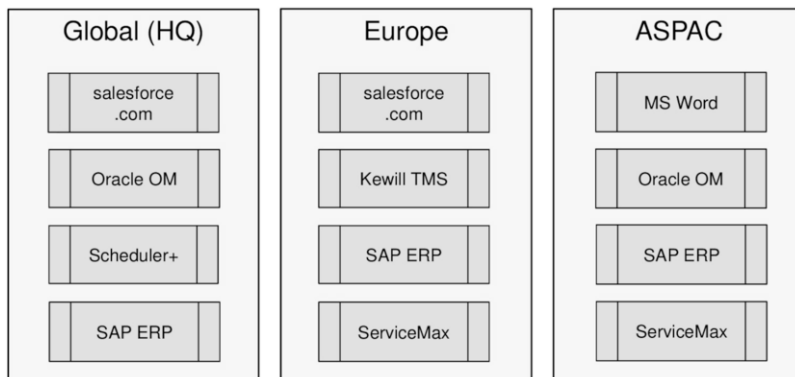 Global (HQ)
salesforce
.com
Oracle OM
Scheduler+
SAP ERP
Europe
salesforce
.com
Kewill TMS
SAP ERP
ServiceMax
ASPAC
MS Word
Oracle OM
SAP ERP
ServiceMax